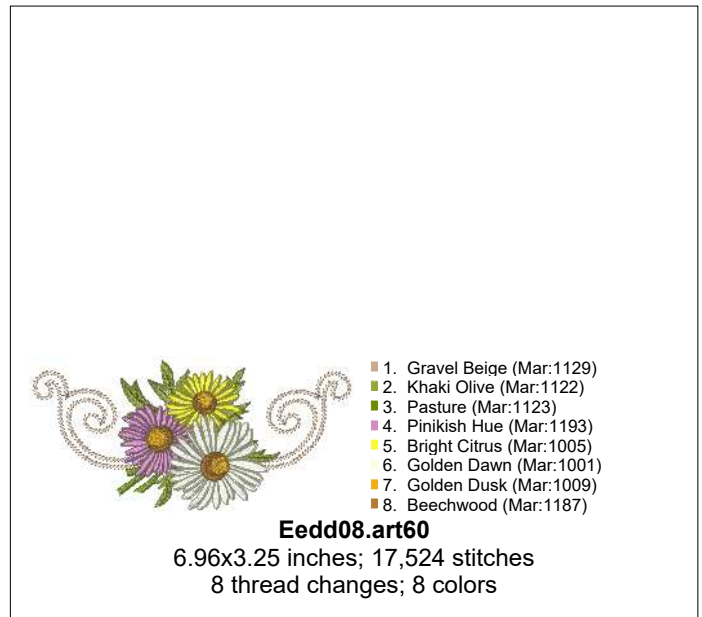 1. Gravel Beige (Mar:1129)
2. Khaki Olive (Mar:1122)
3. Pasture (Mar:1123)
4. Pinikish Hue (Mar:1193)
5. Bright Citrus (Mar:1005)
6. Golden Dawn (Mar:1001)
7. Golden Dusk (Mar:1009)
8. Beechwood (Mar:1187)
Eedd08.art60
6.96x3.25 inches; 17,524 stitches
8 thread changes; 8 colors